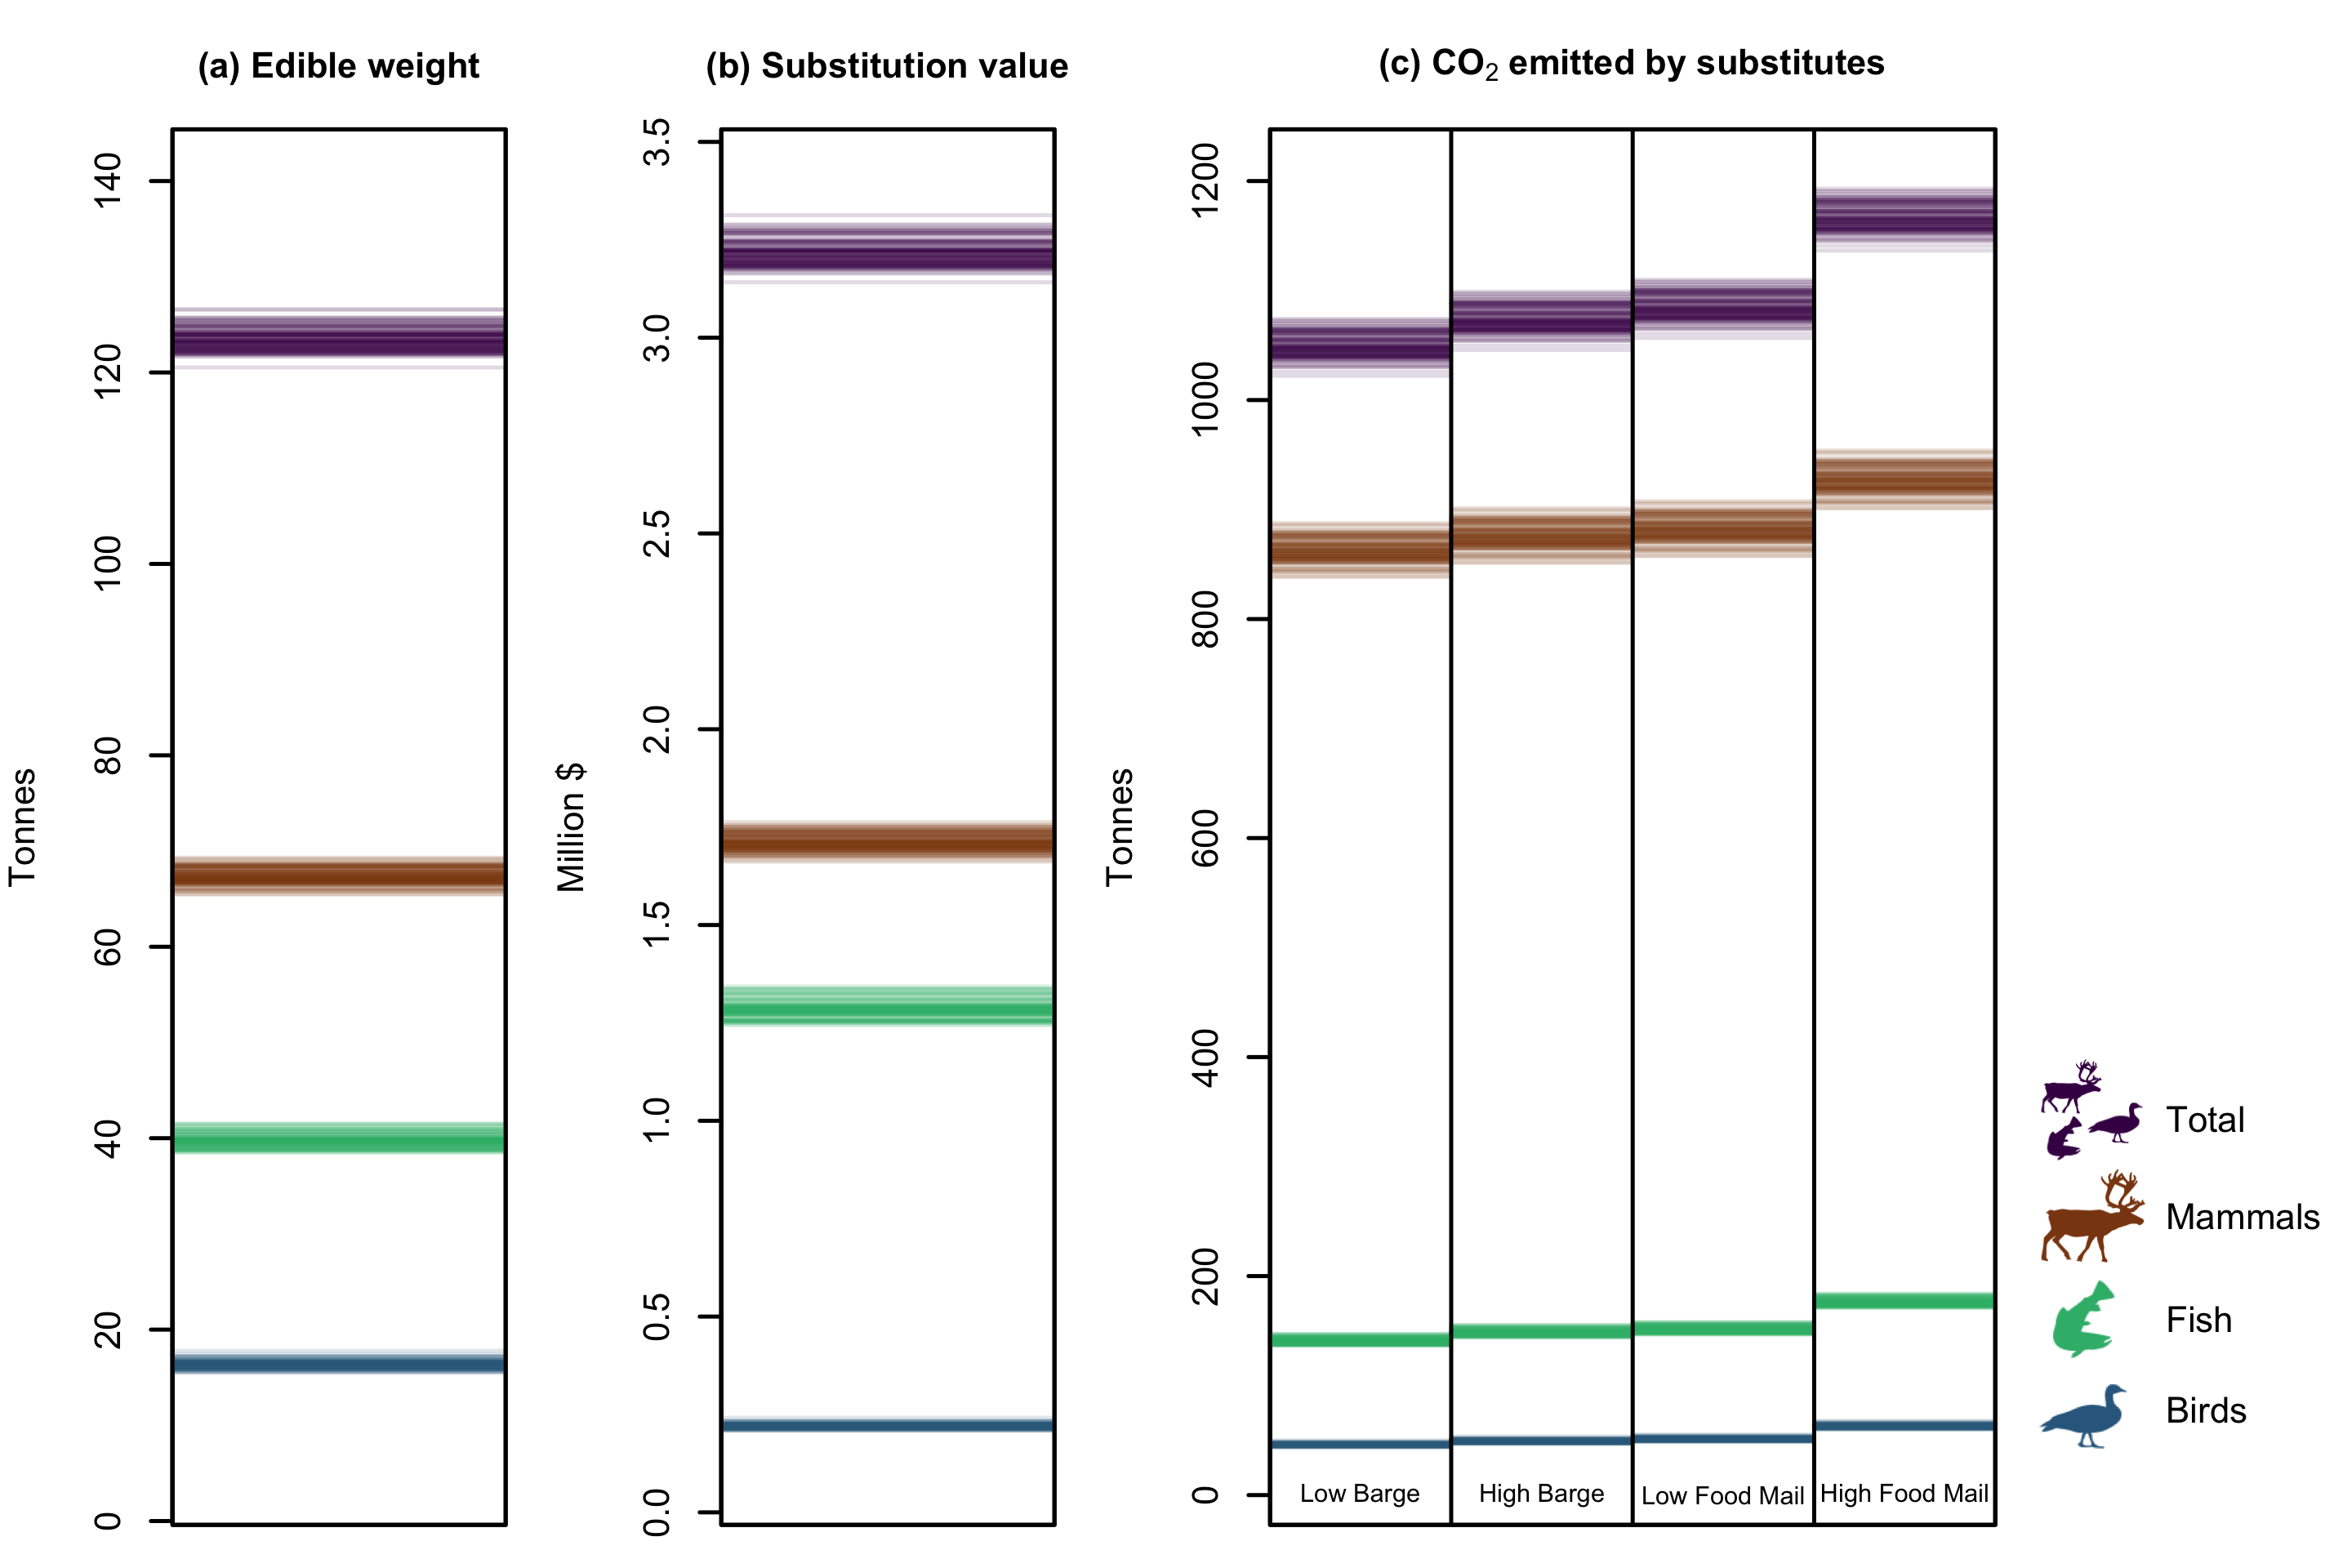 (a) Edible weight
(b) Substitution value
(c) CO₂ emitted by substitutes
Tonnes
140
120
100
80
60
40
20
0
Million $
3.5
3.0
2.5
2.0
1.5
1.0
0.5
0.0
Tonnes
1200
1000
800
600
400
200
0
Low Barge
High Barge
Low Food Mail
High Food Mail
Total
Mammals
Fish
Birds